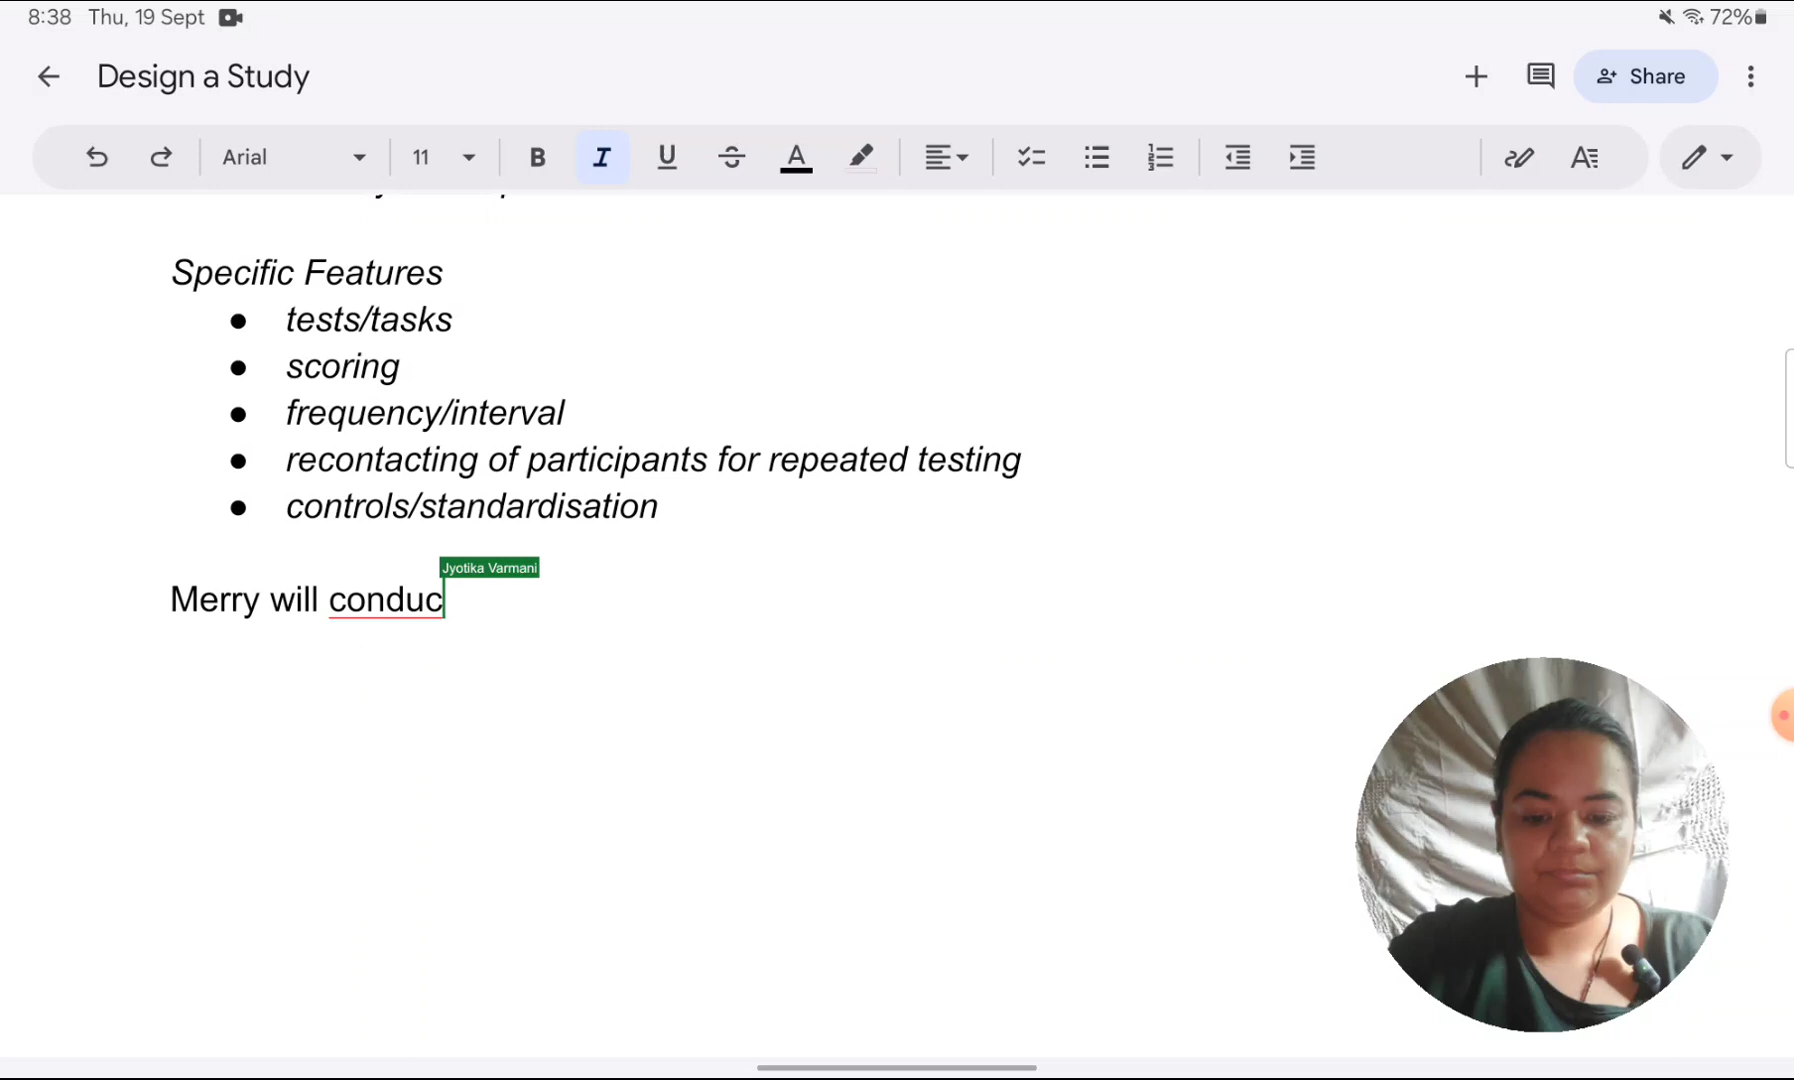 8:38 Thu, 19 Sept 72%
Design a Study
Share
Arial 11 B I U A
Specific Features
● tests/tasks
● scoring
● frequency/interval
● recontacting of participants for repeated testing
● controls/standardisation
Jyotika Varmani
Merry will conduc